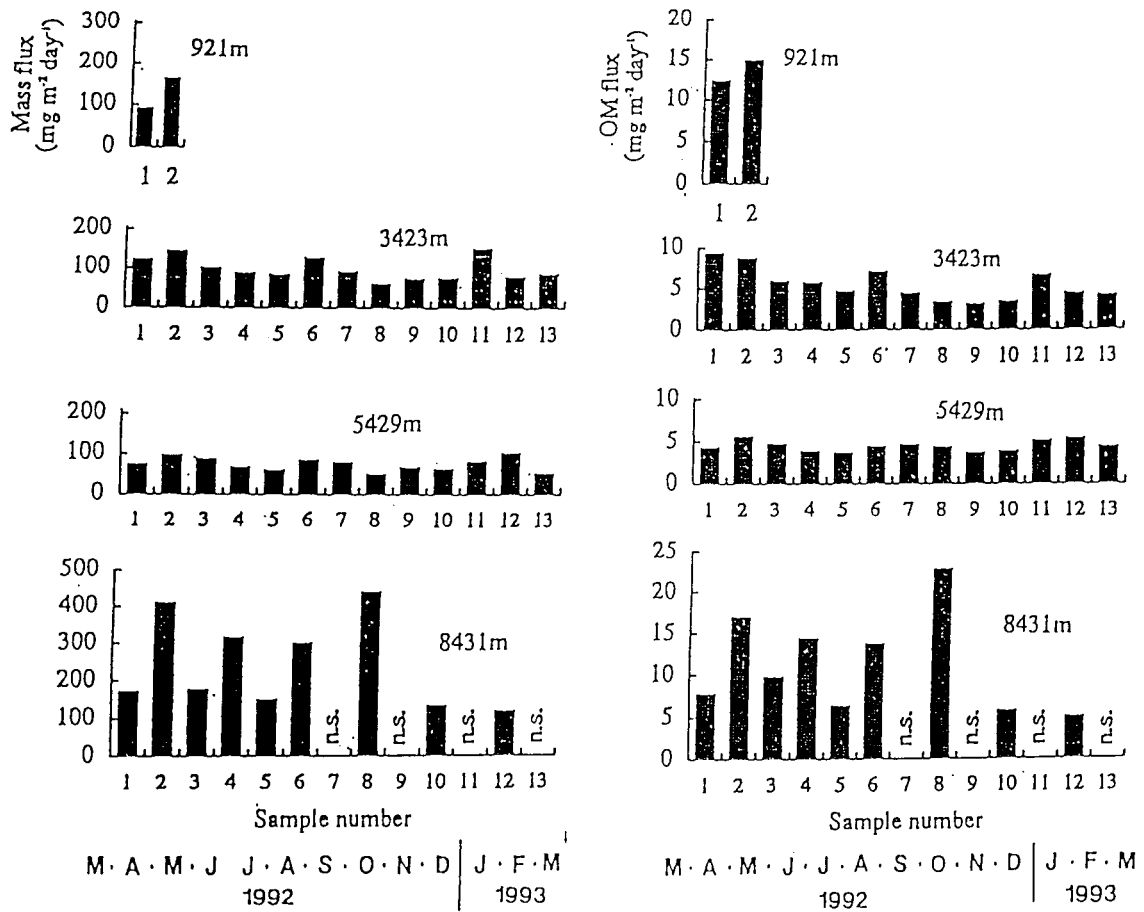 Mass flux
(mg m⁻² day⁻¹)
300
200
100
0
921m
1 2
200
100
0
3423m
1 2 3 4 5 6 7 8 9 10 11 12 13
200
100
0
5429m
1 2 3 4 5 6 7 8 9 10 11 12 13
500
400
300
200
100
0
8431m
n.s. n.s. n.s. n.s.
1 2 3 4 5 6 7 8 9 10 11 12 13
Sample number
M · A · M · J J · A · S · O · N · D | J · F · M
1992 1993
OM flux
(mg m⁻² day⁻¹)
20
15
10
5
0
921m
1 2
10
5
0
3423m
1 2 3 4 5 6 7 8 9 10 11 12 13
10
5
0
5429m
1 2 3 4 5 6 7 8 9 10 11 12 13
25
20
15
10
5
0
8431m
n.s. n.s. n.s. n.s.
1 2 3 4 5 6 7 8 9 10 11 12 13
Sample number
M · A · M · J · J · A · S · O · N · D | J · F · M
1992 1993